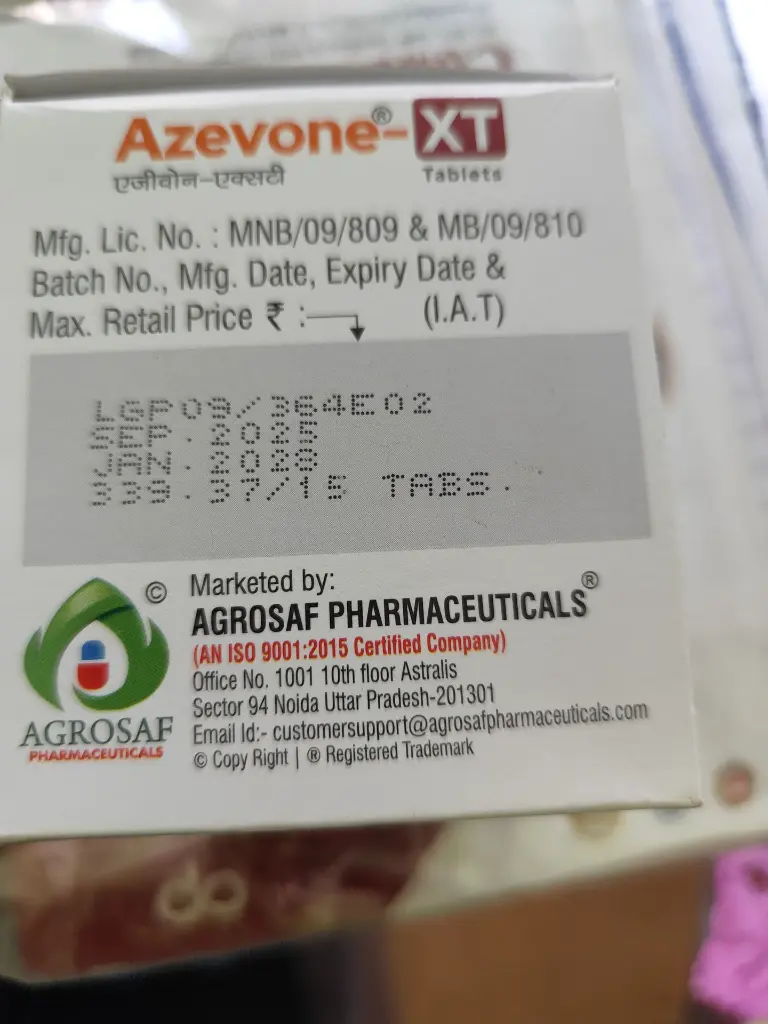 Azevone®-XT
एजीवोन-एक्सटी
Tablets
Mfg. Lic. No. : MNB/09/809 & MB/09/810
Batch No., Mfg. Date, Expiry Date &
Max. Retail Price ₹ : (I.A.T)
LGP09/364E02
SEP.2025
JAN.2028
339.37/15 TABS.
© Marketed by:
AGROSAF PHARMACEUTICALS®
(AN ISO 9001:2015 Certified Company)
Office No. 1001 10th floor Astralis
Sector 94 Noida Uttar Pradesh-201301
Email Id:- customersupport@agrosafpharmaceuticals.com
© Copy Right | ® Registered Trademark
AGROSAF
PHARMACEUTICALS